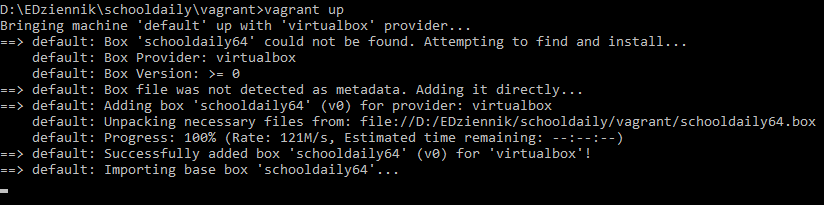 D:\EDziennik\schooldaily\vagrant>vagrant up
Bringing machine 'default' up with 'virtualbox' provider...
==> default: Box 'schooldaily64' could not be found. Attempting to find and install...
    default: Box Provider: virtualbox
    default: Box Version: >= 0
==> default: Box file was not detected as metadata. Adding it directly...
==> default: Adding box 'schooldaily64' (v0) for provider: virtualbox
    default: Unpacking necessary files from: file://D:/EDziennik/schooldaily/vagrant/schooldaily64.box
    default: Progress: 100% (Rate: 121M/s, Estimated time remaining: --:--:--)
==> default: Successfully added box 'schooldaily64' (v0) for 'virtualbox'!
==> default: Importing base box 'schooldaily64'...